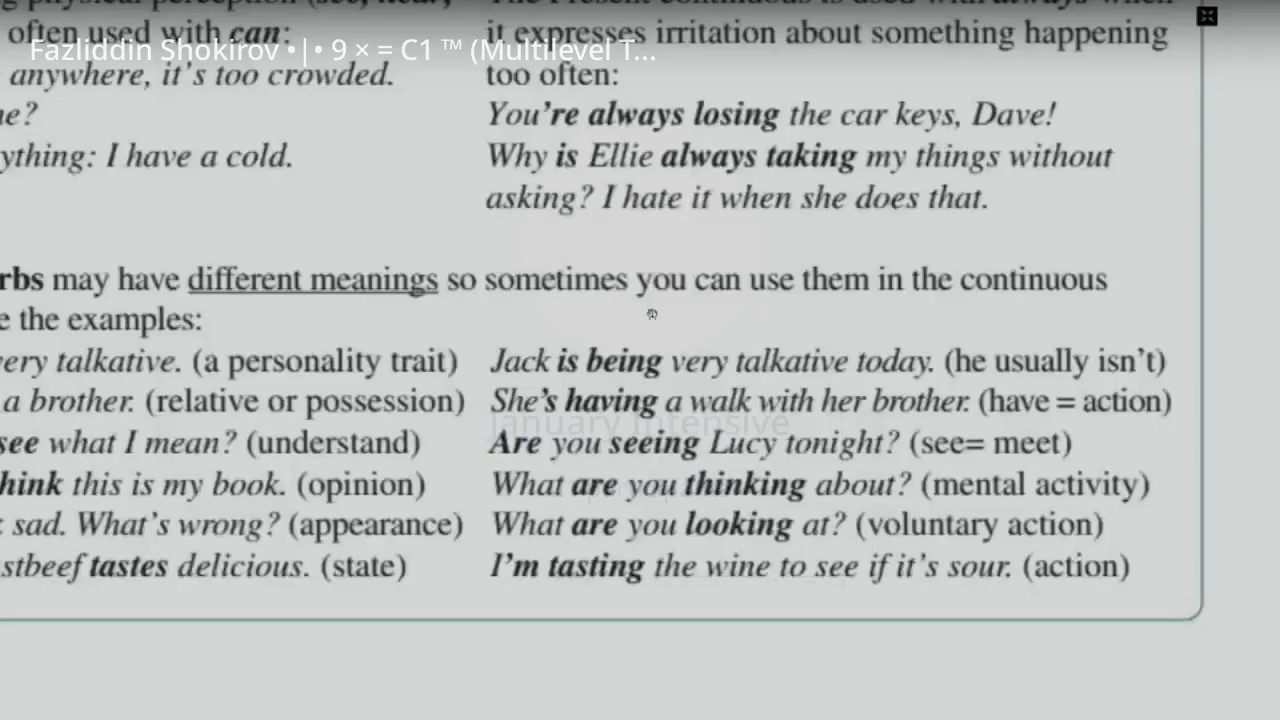 often used with can:
anywhere, it's too crowded.
ne?
ything: I have a cold.
it expresses irritation about something happening
too often:
You're always losing the car keys, Dave!
Why is Ellie always taking my things without
asking? I hate it when she does that.
Fazliddin Shokirov •|• 9 × = C1 ™ (Multilevel T...
rbs may have different meanings so sometimes you can use them in the continuous
e the examples:
very talkative. (a personality trait) Jack is being very talkative today. (he usually isn't)
a brother. (relative or possession) She's having a walk with her brother. (have = action)
January Intensive
see what I mean? (understand) Are you seeing Lucy tonight? (see= meet)
hink this is my book. (opinion) What are you thinking about? (mental activity)
sad. What's wrong? (appearance) What are you looking at? (voluntary action)
stbeef tastes delicious. (state) I'm tasting the wine to see if it's sour. (action)